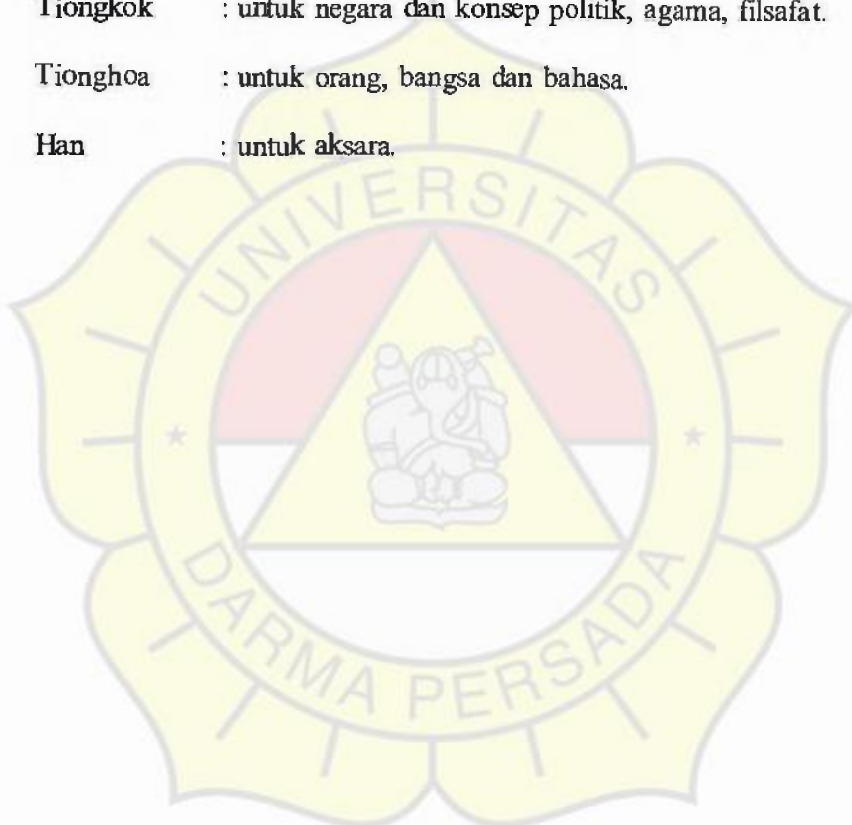 Tiongkok : untuk negara dan konsep politik, agama, filsafat.
Tionghoa : untuk orang, bangsa dan bahasa.
Han : untuk aksara.
UNIVERSITAS
DARMA PERSADA